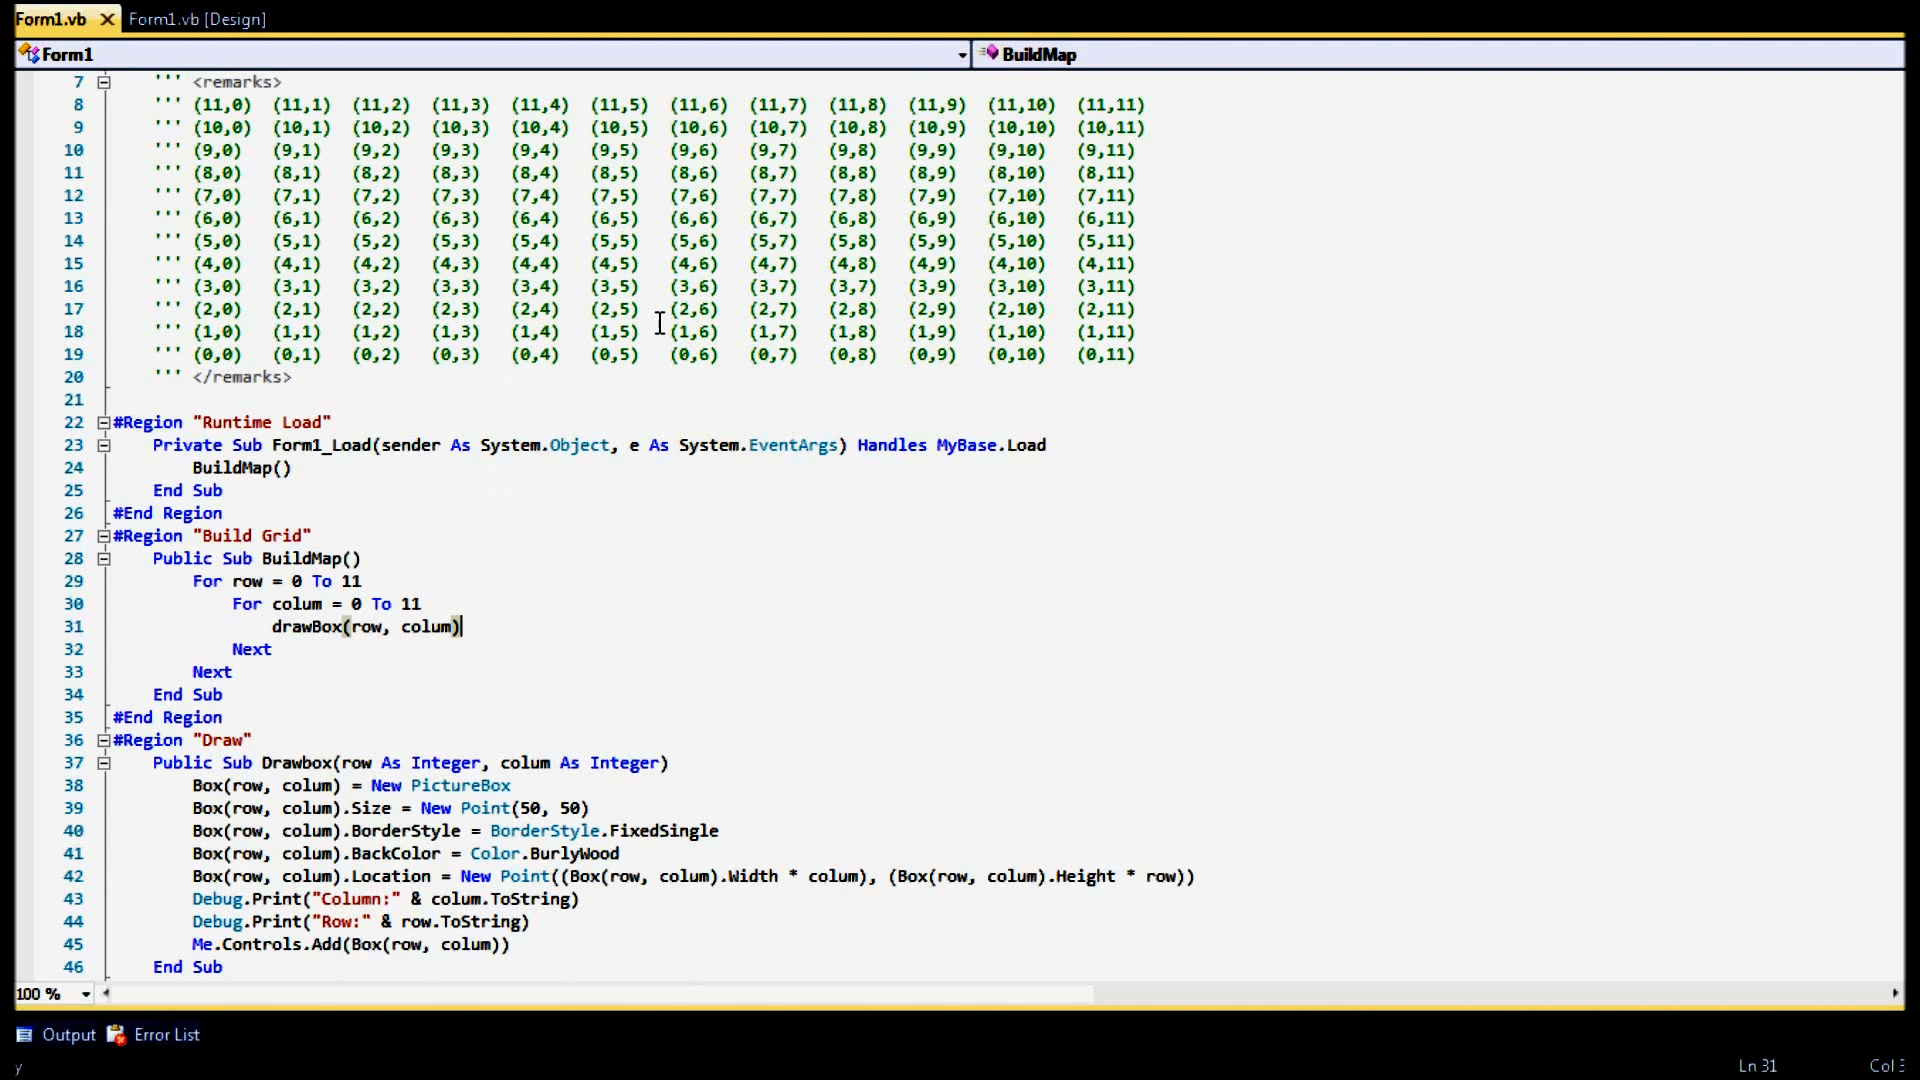 Form1.vb ✕ Form1.vb [Design]
Form1 BuildMap
7 ''' <remarks>
8 ''' (11,0) (11,1) (11,2) (11,3) (11,4) (11,5) (11,6) (11,7) (11,8) (11,9) (11,10) (11,11)
9 ''' (10,0) (10,1) (10,2) (10,3) (10,4) (10,5) (10,6) (10,7) (10,8) (10,9) (10,10) (10,11)
10 ''' (9,0) (9,1) (9,2) (9,3) (9,4) (9,5) (9,6) (9,7) (9,8) (9,9) (9,10) (9,11)
11 ''' (8,0) (8,1) (8,2) (8,3) (8,4) (8,5) (8,6) (8,7) (8,8) (8,9) (8,10) (8,11)
12 ''' (7,0) (7,1) (7,2) (7,3) (7,4) (7,5) (7,6) (7,7) (7,8) (7,9) (7,10) (7,11)
13 ''' (6,0) (6,1) (6,2) (6,3) (6,4) (6,5) (6,6) (6,7) (6,8) (6,9) (6,10) (6,11)
14 ''' (5,0) (5,1) (5,2) (5,3) (5,4) (5,5) (5,6) (5,7) (5,8) (5,9) (5,10) (5,11)
15 ''' (4,0) (4,1) (4,2) (4,3) (4,4) (4,5) (4,6) (4,7) (4,8) (4,9) (4,10) (4,11)
16 ''' (3,0) (3,1) (3,2) (3,3) (3,4) (3,5) (3,6) (3,7) (3,7) (3,9) (3,10) (3,11)
17 ''' (2,0) (2,1) (2,2) (2,3) (2,4) (2,5) (2,6) (2,7) (2,8) (2,9) (2,10) (2,11)
18 ''' (1,0) (1,1) (1,2) (1,3) (1,4) (1,5) (1,6) (1,7) (1,8) (1,9) (1,10) (1,11)
19 ''' (0,0) (0,1) (0,2) (0,3) (0,4) (0,5) (0,6) (0,7) (0,8) (0,9) (0,10) (0,11)
20 ''' </remarks>
21
22 #Region "Runtime Load"
23 Private Sub Form1_Load(sender As System.Object, e As System.EventArgs) Handles MyBase.Load
24 BuildMap()
25 End Sub
26 #End Region
27 #Region "Build Grid"
28 Public Sub BuildMap()
29 For row = 0 To 11
30 For colum = 0 To 11
31 drawBox(row, colum)
32 Next
33 Next
34 End Sub
35 #End Region
36 #Region "Draw"
37 Public Sub Drawbox(row As Integer, colum As Integer)
38 Box(row, colum) = New PictureBox
39 Box(row, colum).Size = New Point(50, 50)
40 Box(row, colum).BorderStyle = BorderStyle.FixedSingle
41 Box(row, colum).BackColor = Color.BurlyWood
42 Box(row, colum).Location = New Point((Box(row, colum).Width * colum), (Box(row, colum).Height * row))
43 Debug.Print("Column:" & colum.ToString)
44 Debug.Print("Row:" & row.ToString)
45 Me.Controls.Add(Box(row, colum))
46 End Sub
100 %
Output Error List
y Ln 31 Col 3